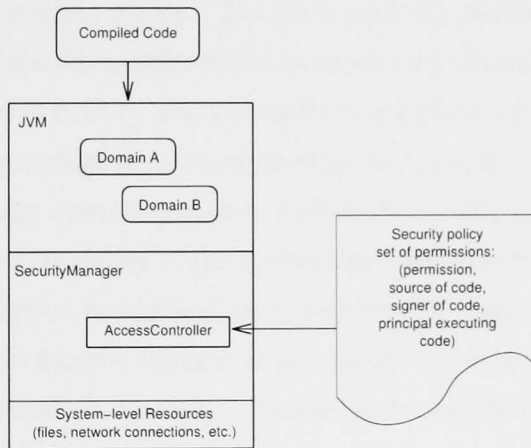 Compiled Code
JVM
Domain A
Domain B
SecurityManager
AccessController
System-level Resources
(files, network connections, etc.)
Security policy
set of permissions:
(permission,
source of code,
signer of code,
principal executing
code)